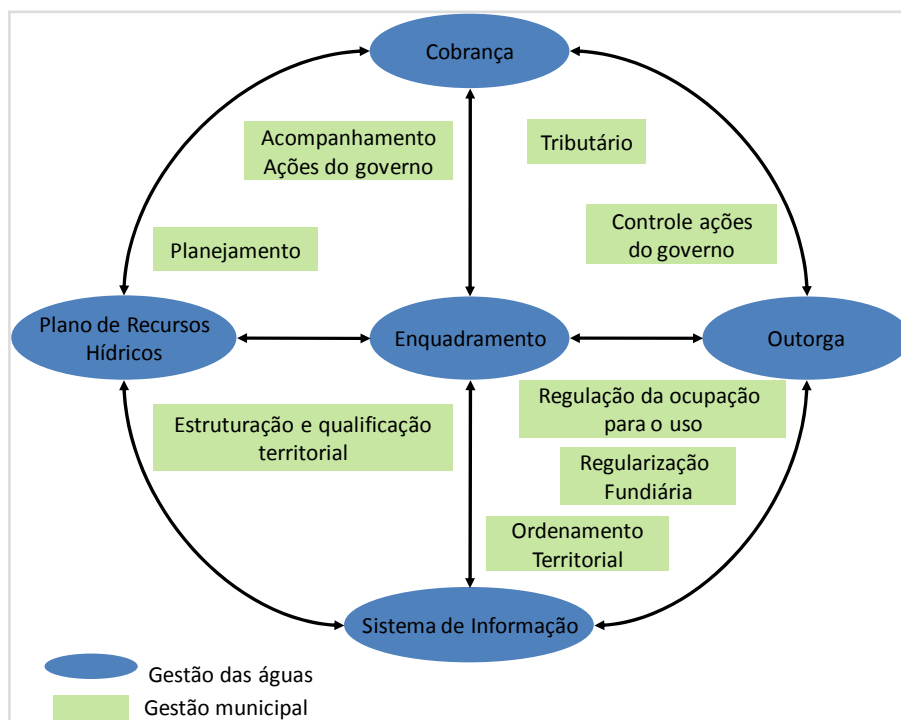 Cobrança
Acompanhamento
Ações do governo
Tributário
Planejamento
Controle ações
do governo
Plano de Recursos
Hídricos
Enquadramento
Outorga
Estruturação e qualificação
territorial
Regulação da ocupação
para o uso
Regularização
Fundiária
Ordenamento
Territorial
Sistema de Informação
Gestão das águas
Gestão municipal